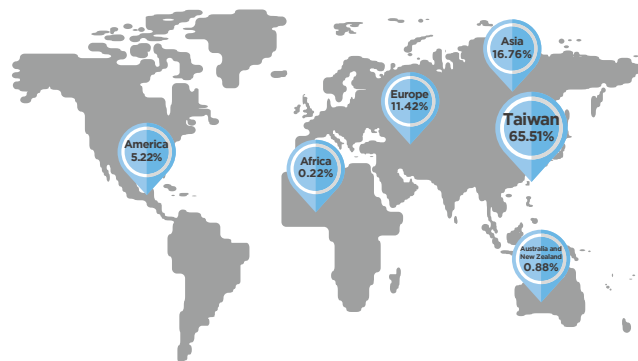 Asia
16.76%
Europe
11.42%
Taiwan
65.51%
America
5.22%
Africa
0.22%
Australia and
New Zealand
0.88%